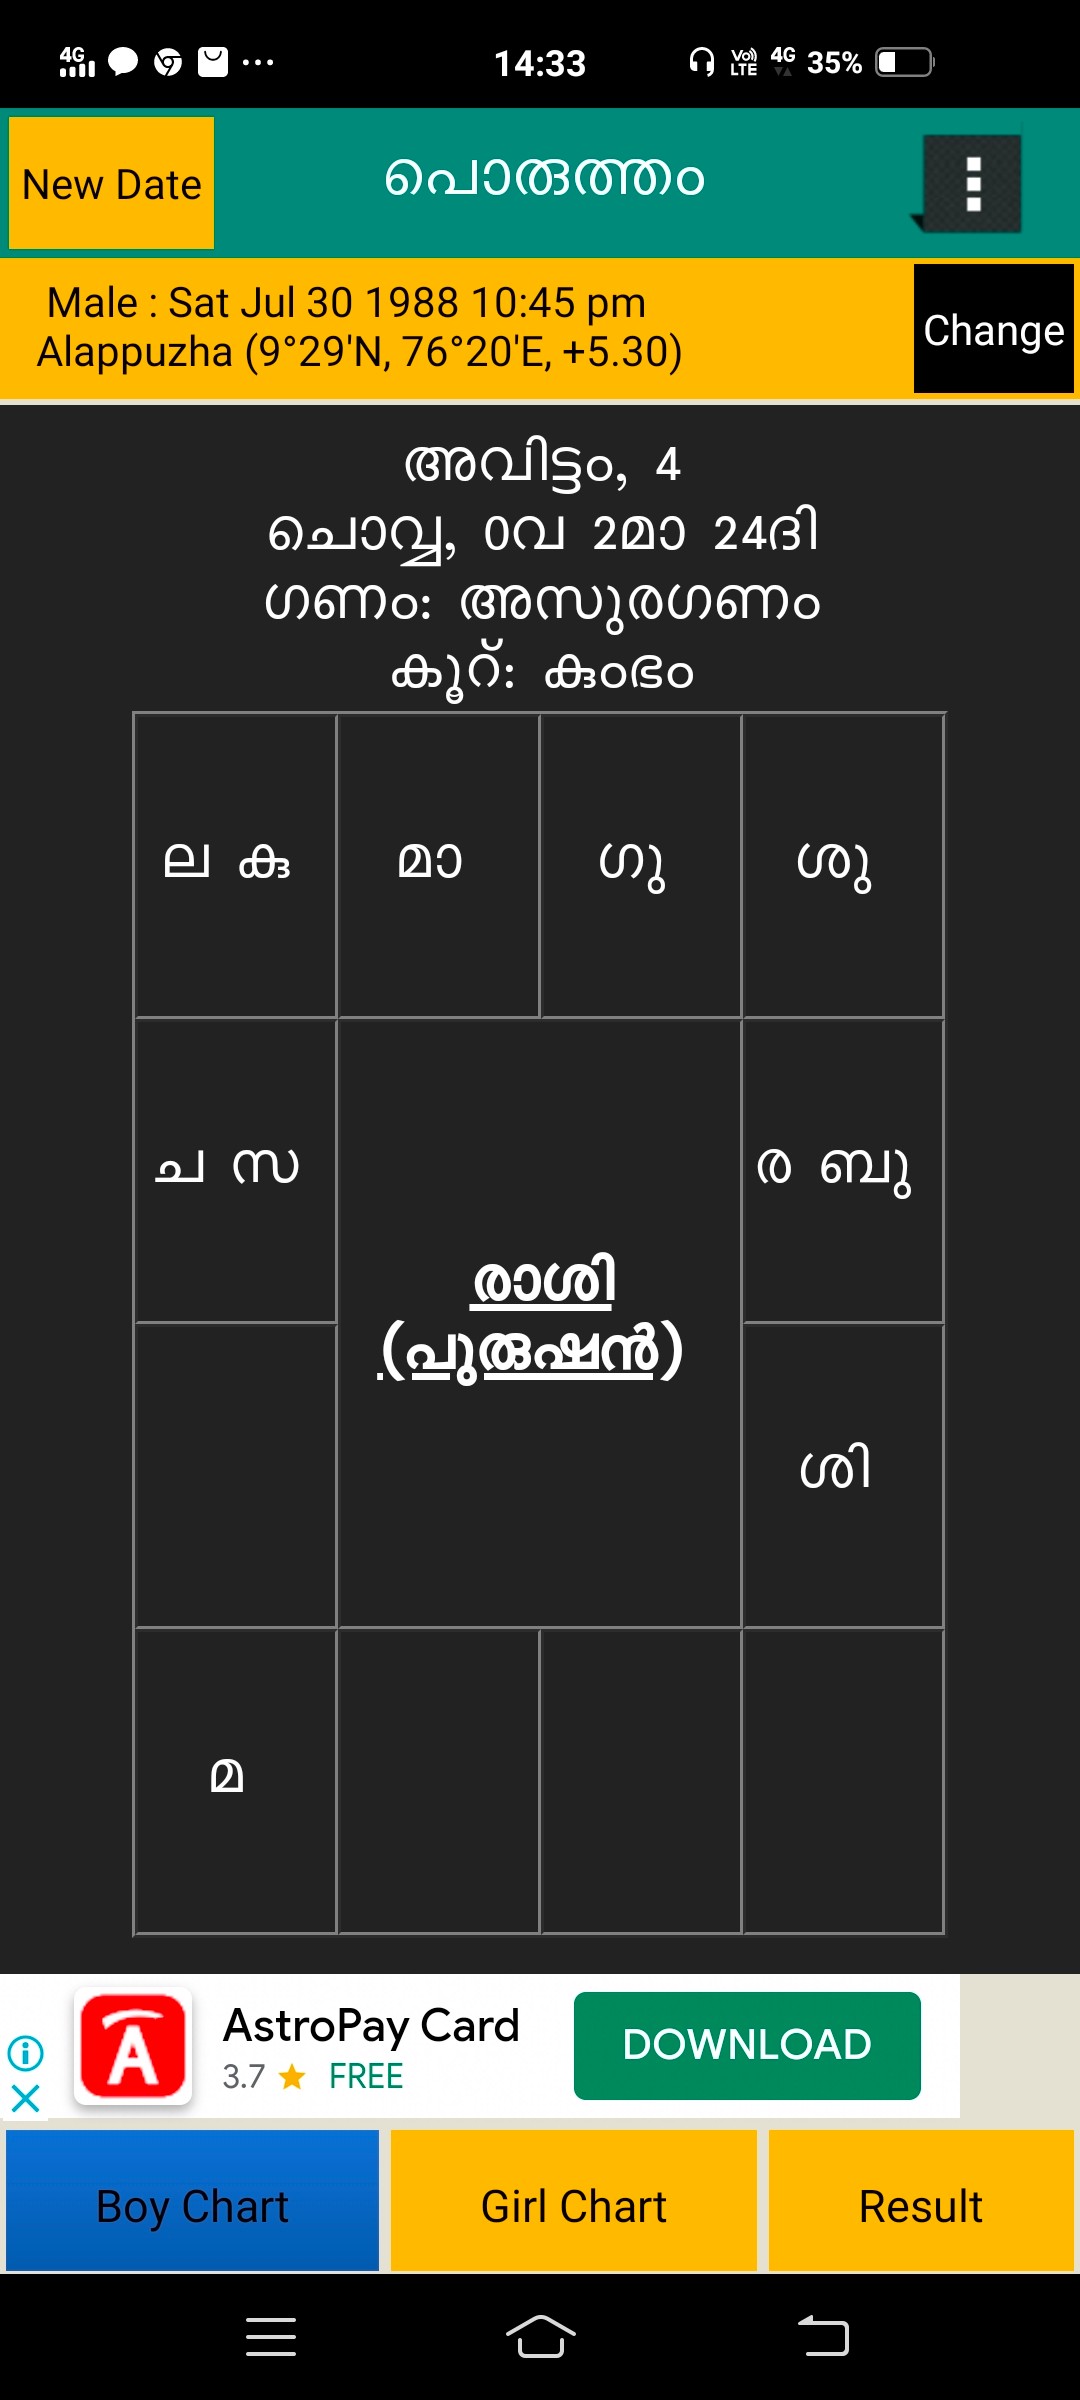 4G 14:33 Vo) LTE 4G 35%
New Date
പൊരുത്തം
Male : Sat Jul 30 1988 10:45 pm
Alappuzha (9°29'N, 76°20'E, +5.30)
Change
അവിട്ടം, 4
ചൊവ്വ, 0വ 2മാ 24ദി
ഗണം: അസുരഗണം
കൂറ്: കുംഭം
ല കു മാ ഗു ശു
ച സ ര ബു
രാശി
(പുരുഷൻ)
ശി
മ
AstroPay Card
3.7 ★ FREE
DOWNLOAD
Boy Chart Girl Chart Result